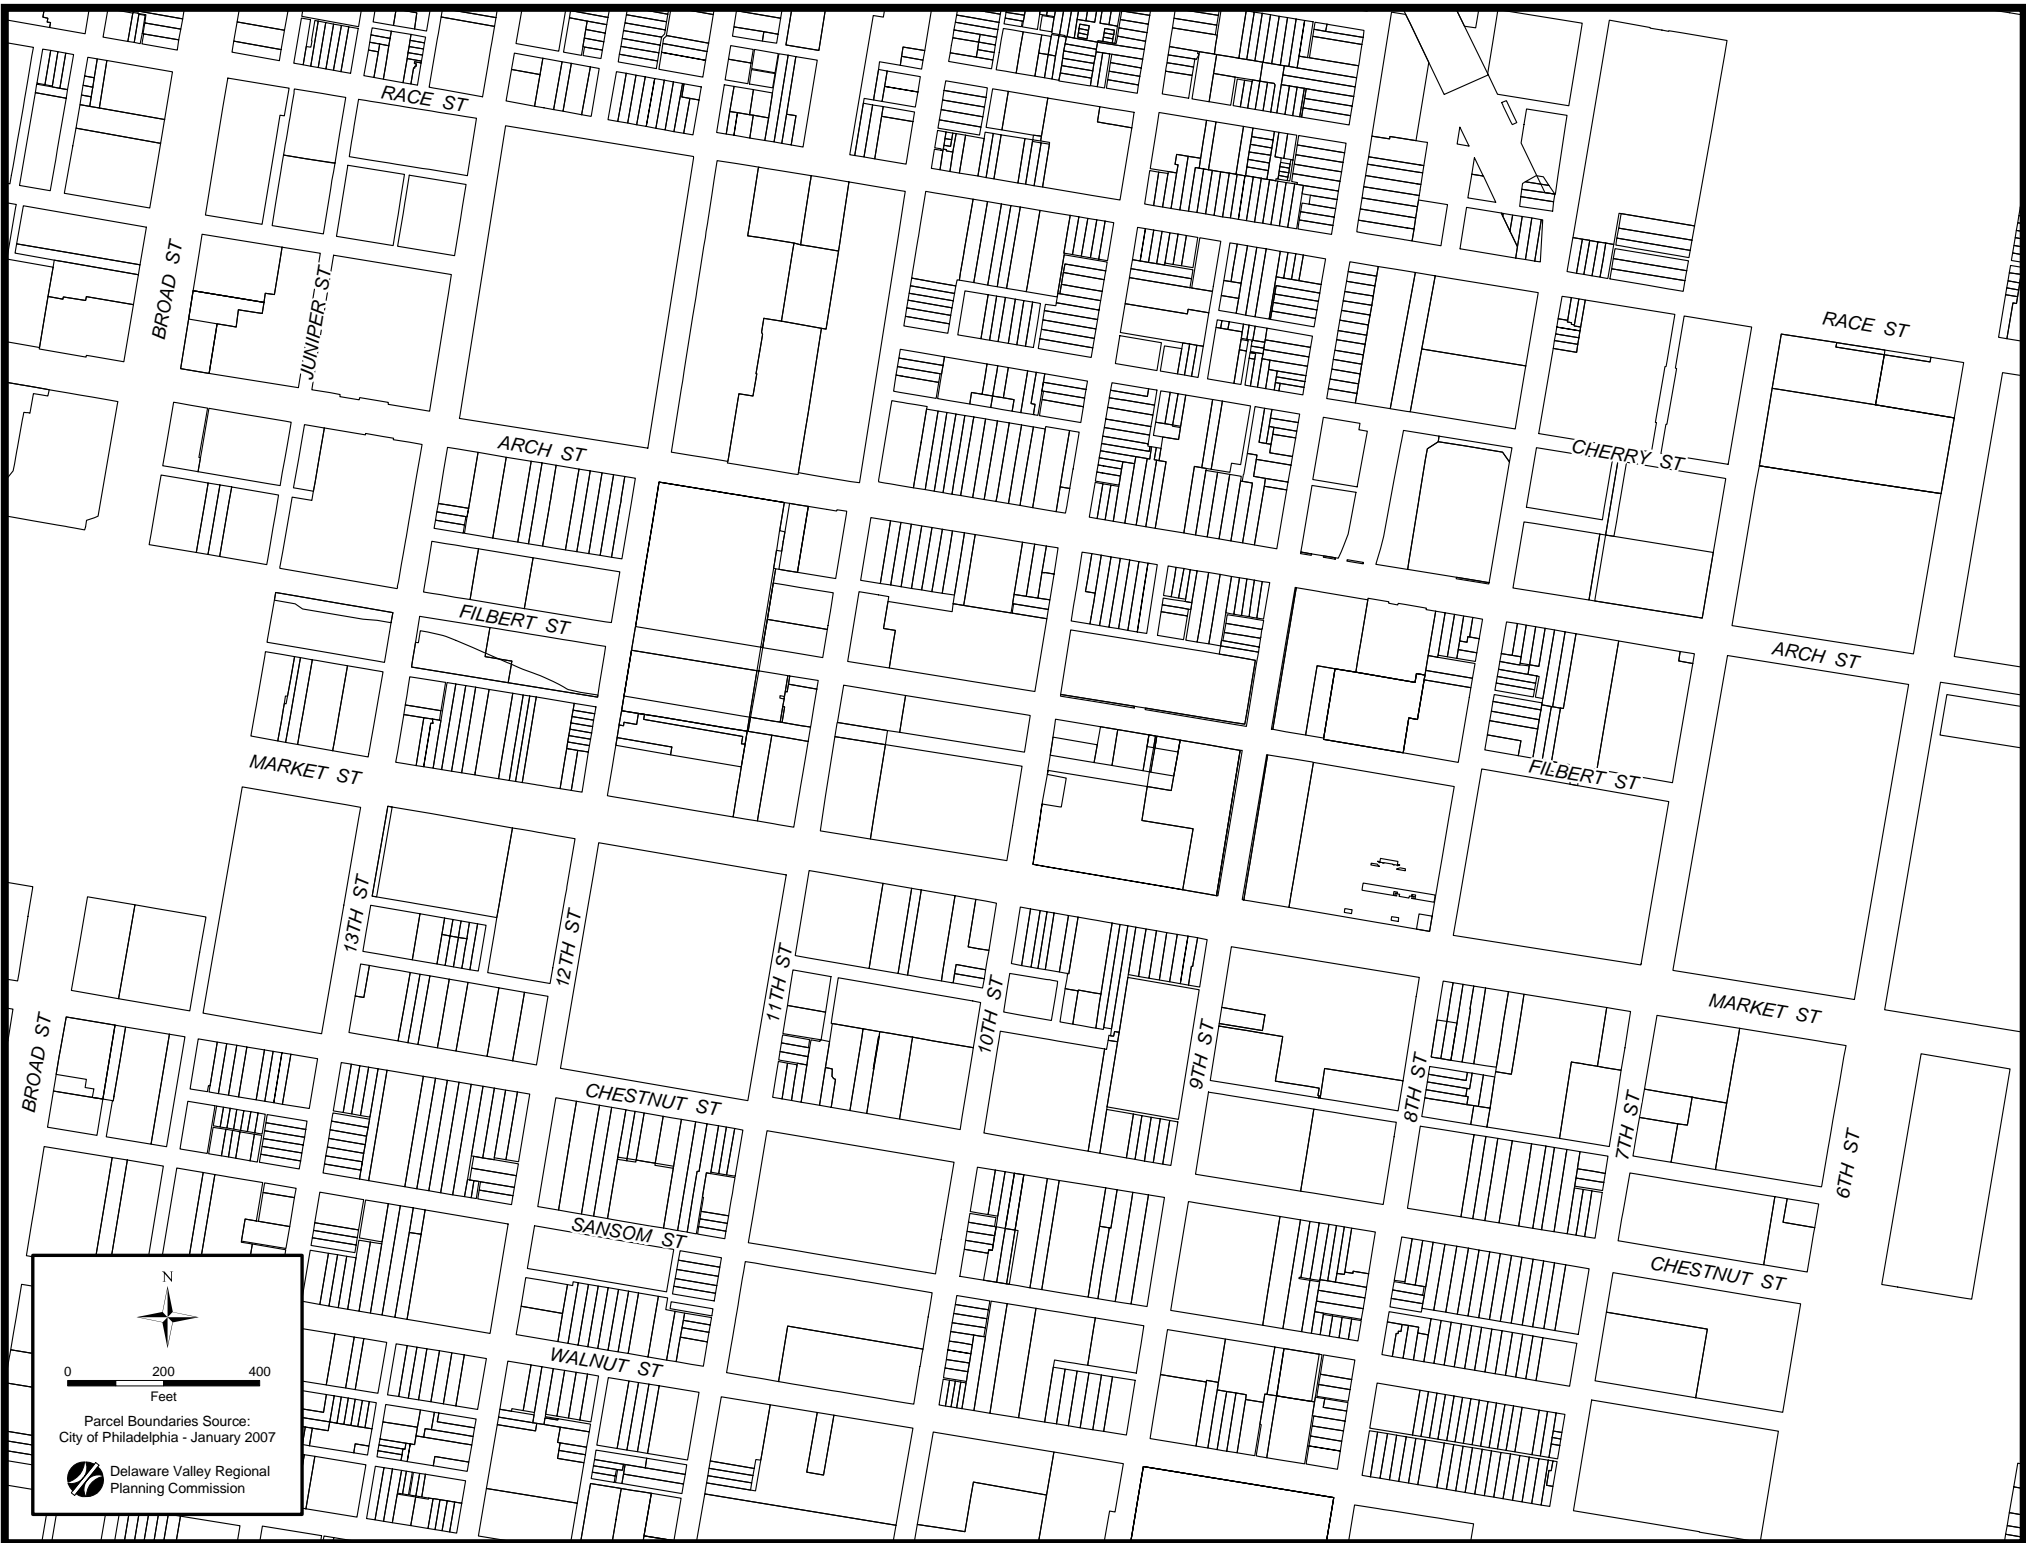 RACE ST
BROAD ST
JUNIPER ST
RACE ST
ARCH ST
CHERRY ST
FILBERT ST
ARCH ST
MARKET ST
FILBERT ST
13TH ST
12TH ST
11TH ST
10TH ST
9TH ST
8TH ST
7TH ST
6TH ST
MARKET ST
BROAD ST
CHESTNUT ST
SANSOM ST
CHESTNUT ST
WALNUT ST
N
0 200 400
Feet
Parcel Boundaries Source:
City of Philadelphia - January 2007
Delaware Valley Regional
Planning Commission